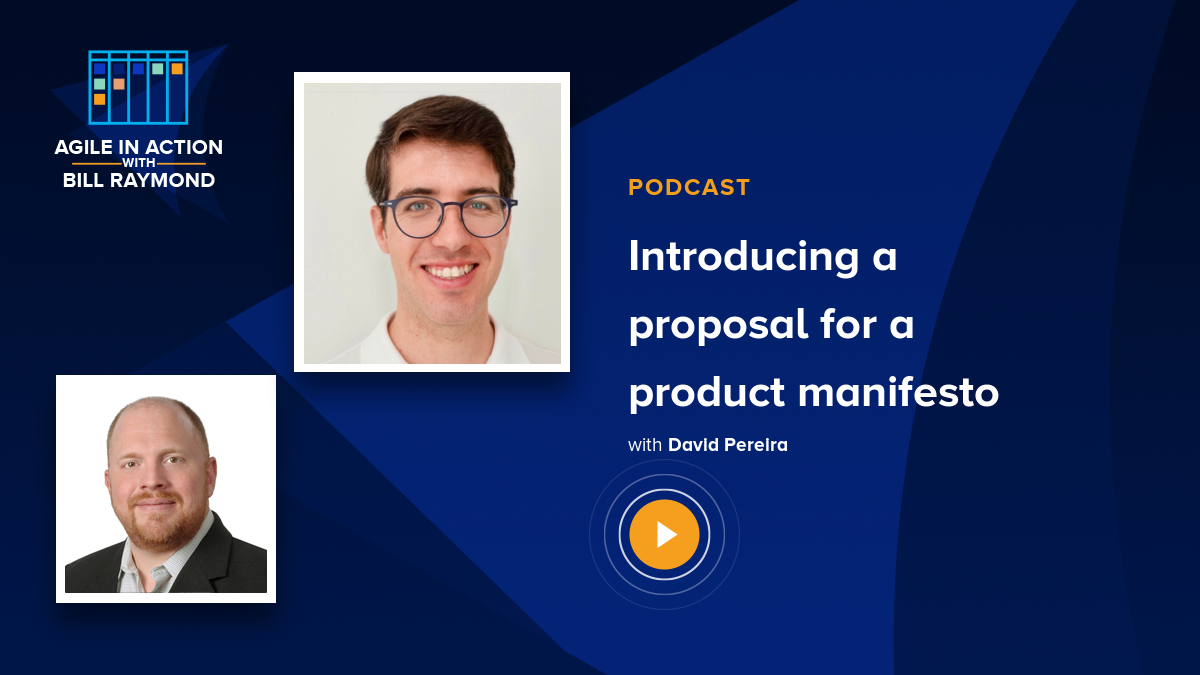 AGILE IN ACTION
WITH
BILL RAYMOND
PODCAST
Introducing a
proposal for a
product manifesto
with David Pereira